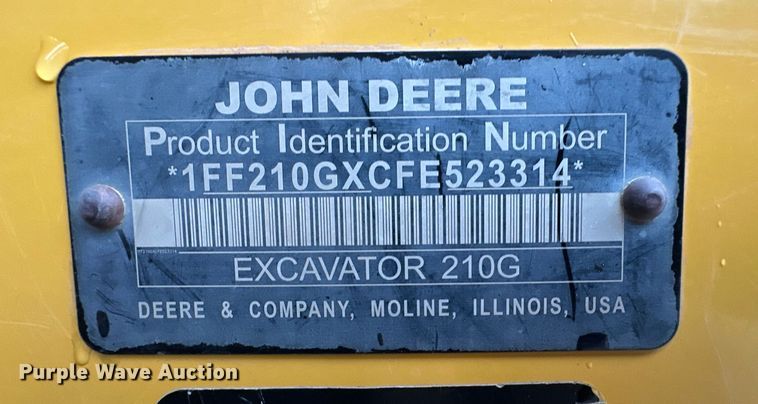 JOHN DEERE
Product Identification Number
*1FF210GXCFE523314*
EXCAVATOR 210G
DEERE & COMPANY, MOLINE, ILLINOIS, USA
Purple Wave Auction